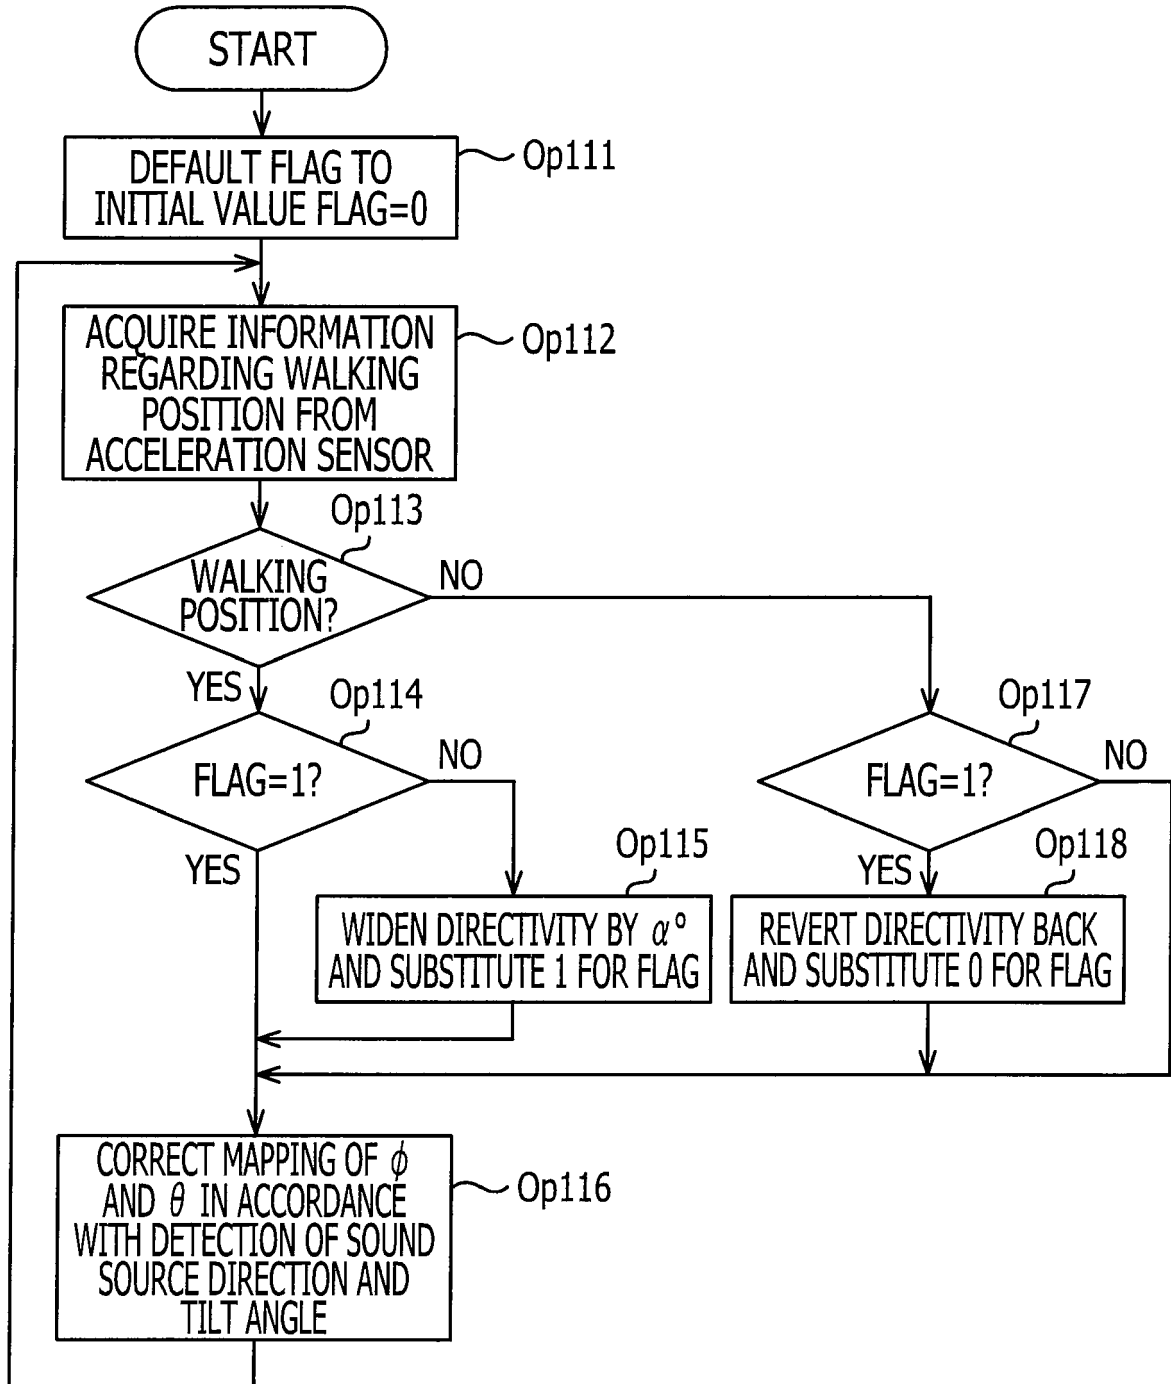 START
DEFAULT FLAG TO
INITIAL VALUE FLAG=0
Op111
ACQUIRE INFORMATION
REGARDING WALKING
POSITION FROM
ACCELERATION SENSOR
Op112
Op113
WALKING
POSITION?
NO
YES
Op114
FLAG=1?
NO
YES
Op117
FLAG=1?
NO
YES
Op115
WIDEN DIRECTIVITY BY α°
AND SUBSTITUTE 1 FOR FLAG
Op118
REVERT DIRECTIVITY BACK
AND SUBSTITUTE 0 FOR FLAG
CORRECT MAPPING OF ϕ
AND θ IN ACCORDANCE
WITH DETECTION OF SOUND
SOURCE DIRECTION AND
TILT ANGLE
Op116